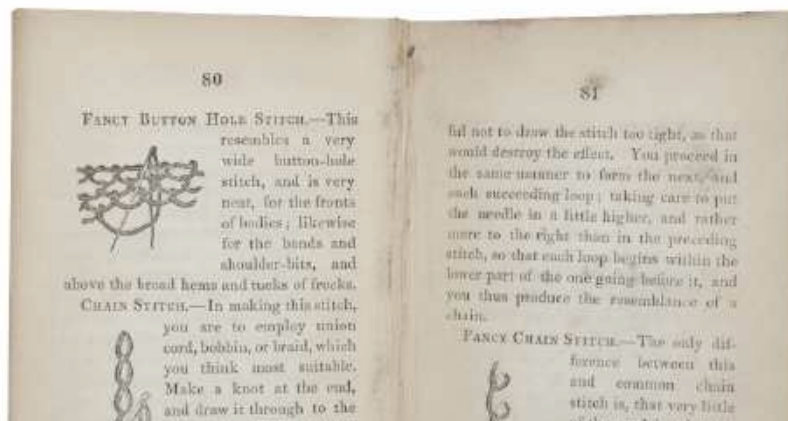 80
FANCY BUTTON HOLE STITCH.—This
resembles a very
wide button-hole
stitch, and is very
neat, for the fronts
of bodies; likewise
for the bands and
shoulder-bits, and
above the broad hems and tucks of frocks.
CHAIN STITCH.—In making this stitch,
you are to employ union
cord, bobbin, or braid, which
you think most suitable.
Make a knot at the end,
and draw it through to the
81
ful not to draw the stitch too tight, as that
would destroy the effect. You proceed in
the same manner to form the next, and
each succeeding loop; taking care to put
the needle in a little higher, and rather
more to the right than in the preceding
stitch, so that each loop begins within the
lower part of the one going before it, and
you thus produce the resemblance of a
chain.
FANCY CHAIN STITCH.—The only dif-
ference between this
and common chain
stitch is, that very little